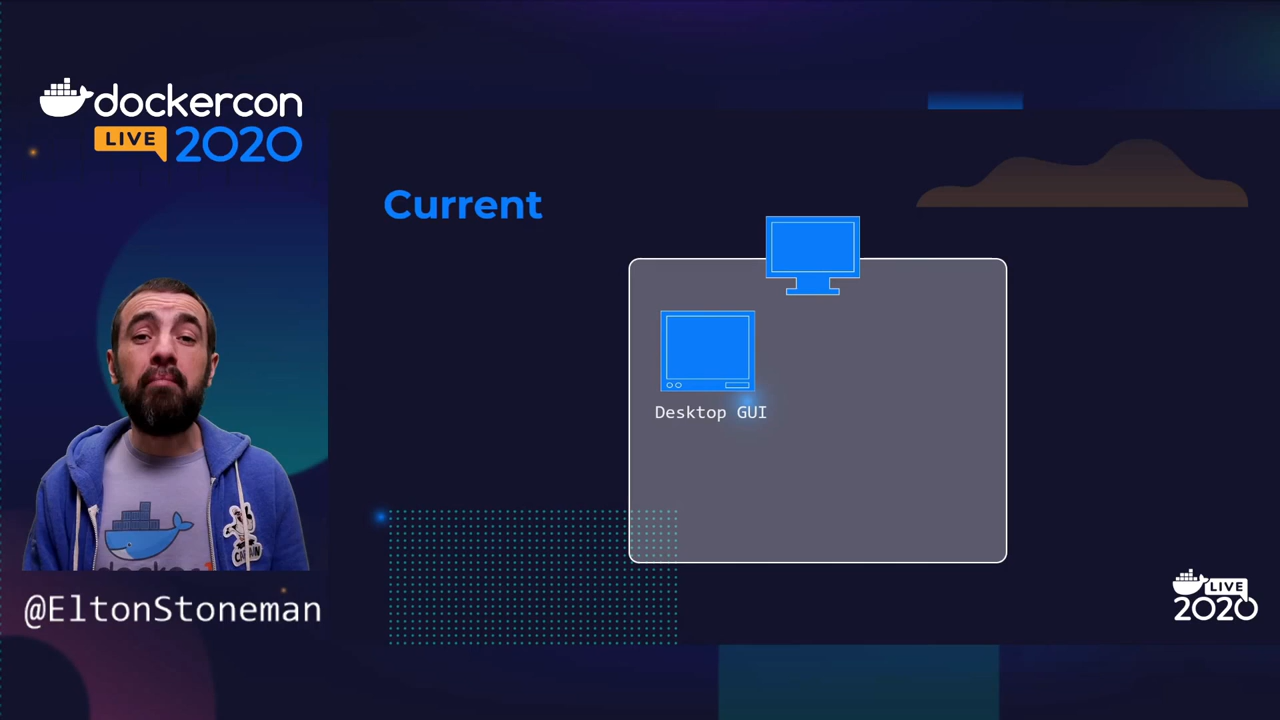 dockercon
LIVE 2020
Current
Desktop GUI
@EltonStoneman
LIVE
2020